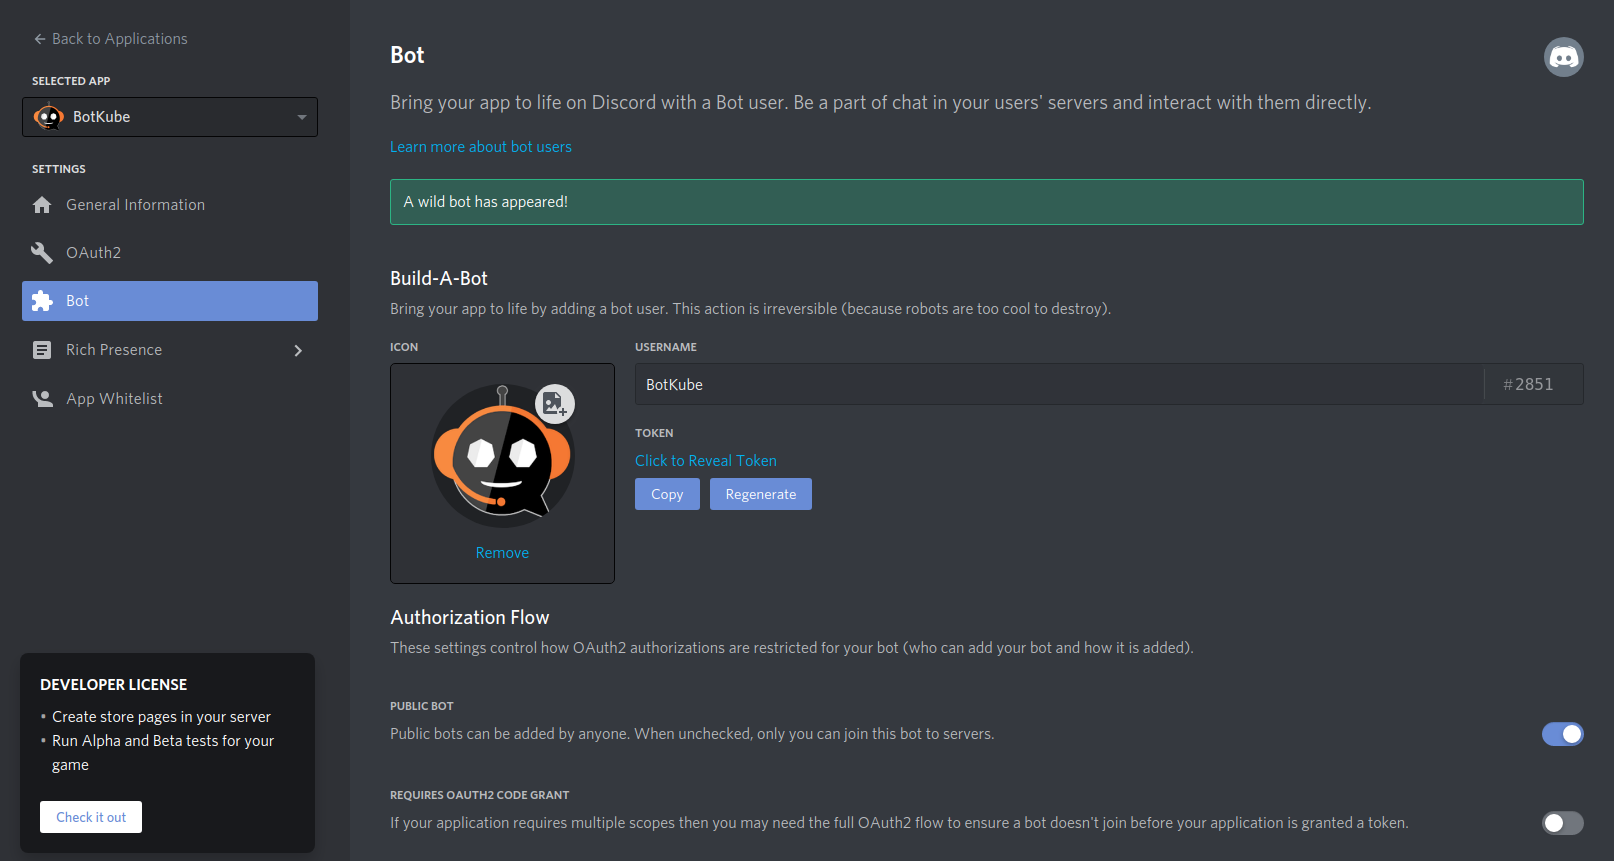 Back to Applications
SELECTED APP
BotKube
SETTINGS
General Information
OAuth2
Bot
Rich Presence
App Whitelist
DEVELOPER LICENSE
• Create store pages in your server
• Run Alpha and Beta tests for your
game
Check it out
Bot
Bring your app to life on Discord with a Bot user. Be a part of chat in your users' servers and interact with them directly.
Learn more about bot users
A wild bot has appeared!
Build-A-Bot
Bring your app to life by adding a bot user. This action is irreversible (because robots are too cool to destroy).
ICON
Remove
USERNAME
BotKube #2851
TOKEN
Click to Reveal Token
Copy Regenerate
Authorization Flow
These settings control how OAuth2 authorizations are restricted for your bot (who can add your bot and how it is added).
PUBLIC BOT
Public bots can be added by anyone. When unchecked, only you can join this bot to servers.
REQUIRES OAUTH2 CODE GRANT
If your application requires multiple scopes then you may need the full OAuth2 flow to ensure a bot doesn't join before your application is granted a token.